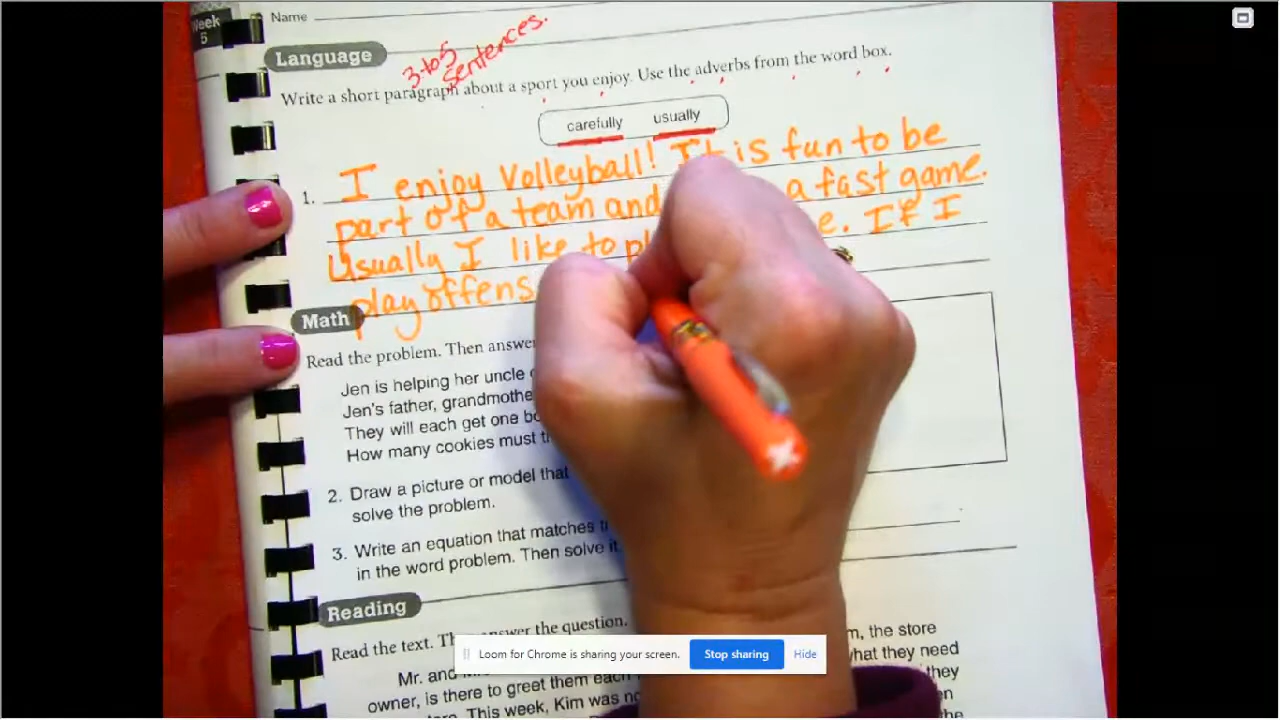 Week
5
Name
Language
3-to5
sentences.
Write a short paragraph about a sport you enjoy. Use the adverbs from the word box.
carefully usually
1. I enjoy Volleyball! It is fun to be
part of a team and a fast game.
Usually I like to If I
play offens
Math
Read the problem. Then
Jen is helping her uncle
Jen's father,
They will each get one
How many cookies must
2. Draw a picture or model that
solve the problem.
3. Write an equation that matches
in the word problem. Then solve it.
Reading
Read the text. answer the question.
the store
Mr. and what they need
owner, is there to greet them each they
This week, Kim was
Loom for Chrome is sharing your screen. Stop sharing Hide